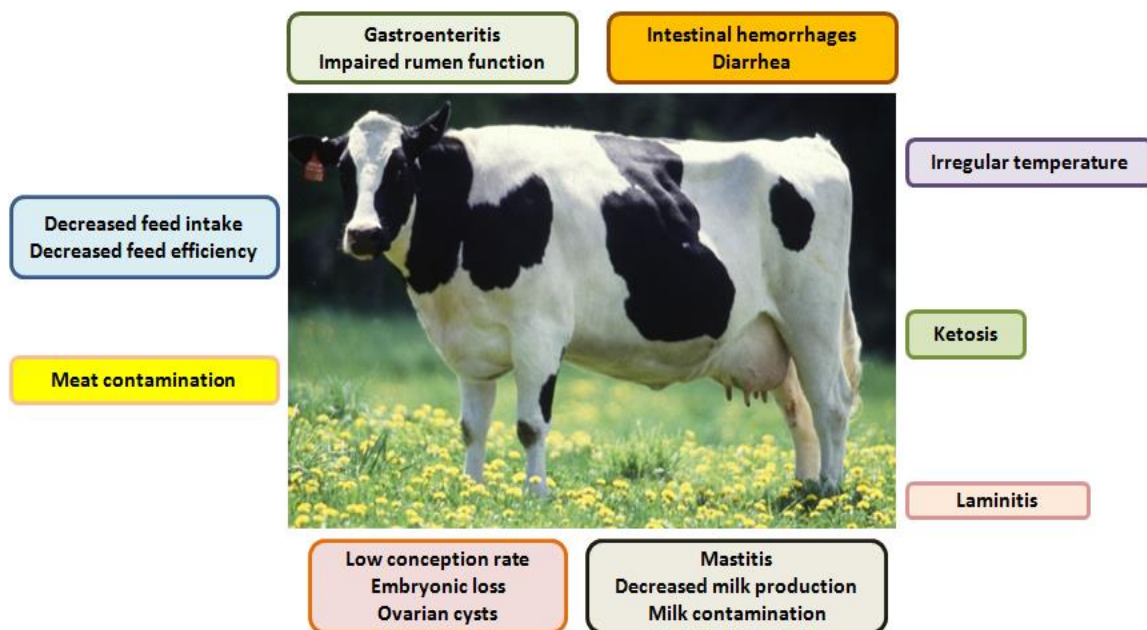 Gastroenteritis
Impaired rumen function
Intestinal hemorrhages
Diarrhea
Irregular temperature
Decreased feed intake
Decreased feed efficiency
Ketosis
Meat contamination
Laminitis
Low conception rate
Embryonic loss
Ovarian cysts
Mastitis
Decreased milk production
Milk contamination